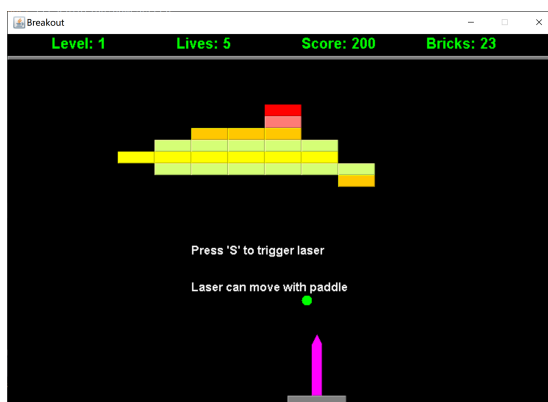 Breakout
Level: 1 Lives: 5 Score: 200 Bricks: 23
Press 'S' to trigger laser
Laser can move with paddle